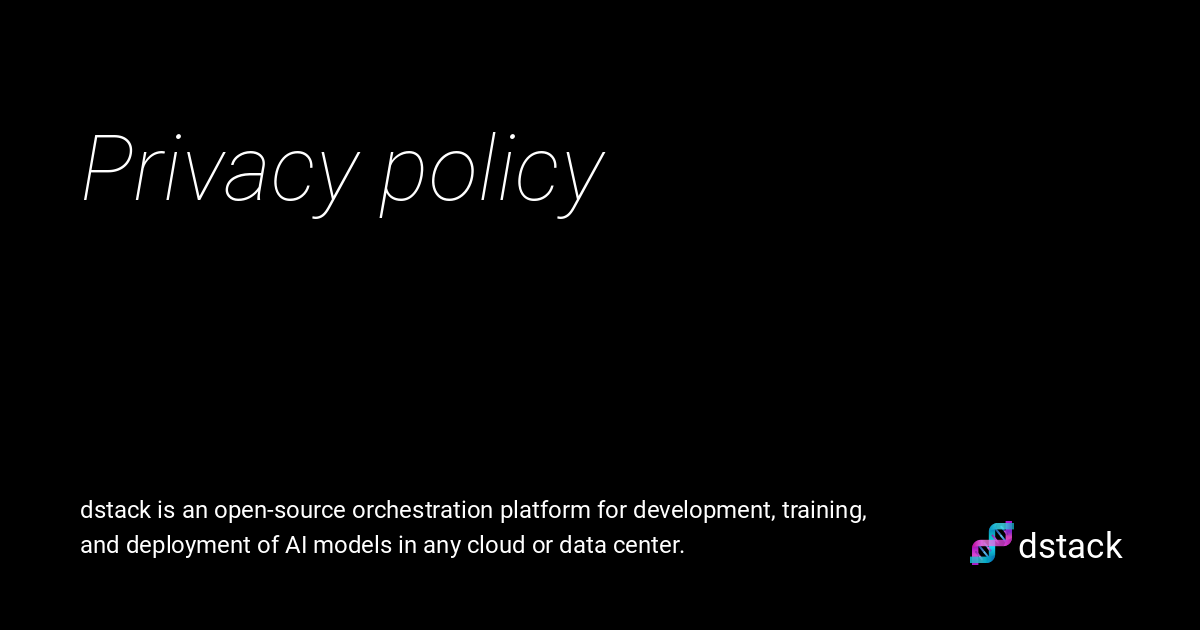 Privacy policy
dstack is an open-source orchestration platform for development, training,
and deployment of AI models in any cloud or data center.
dstack